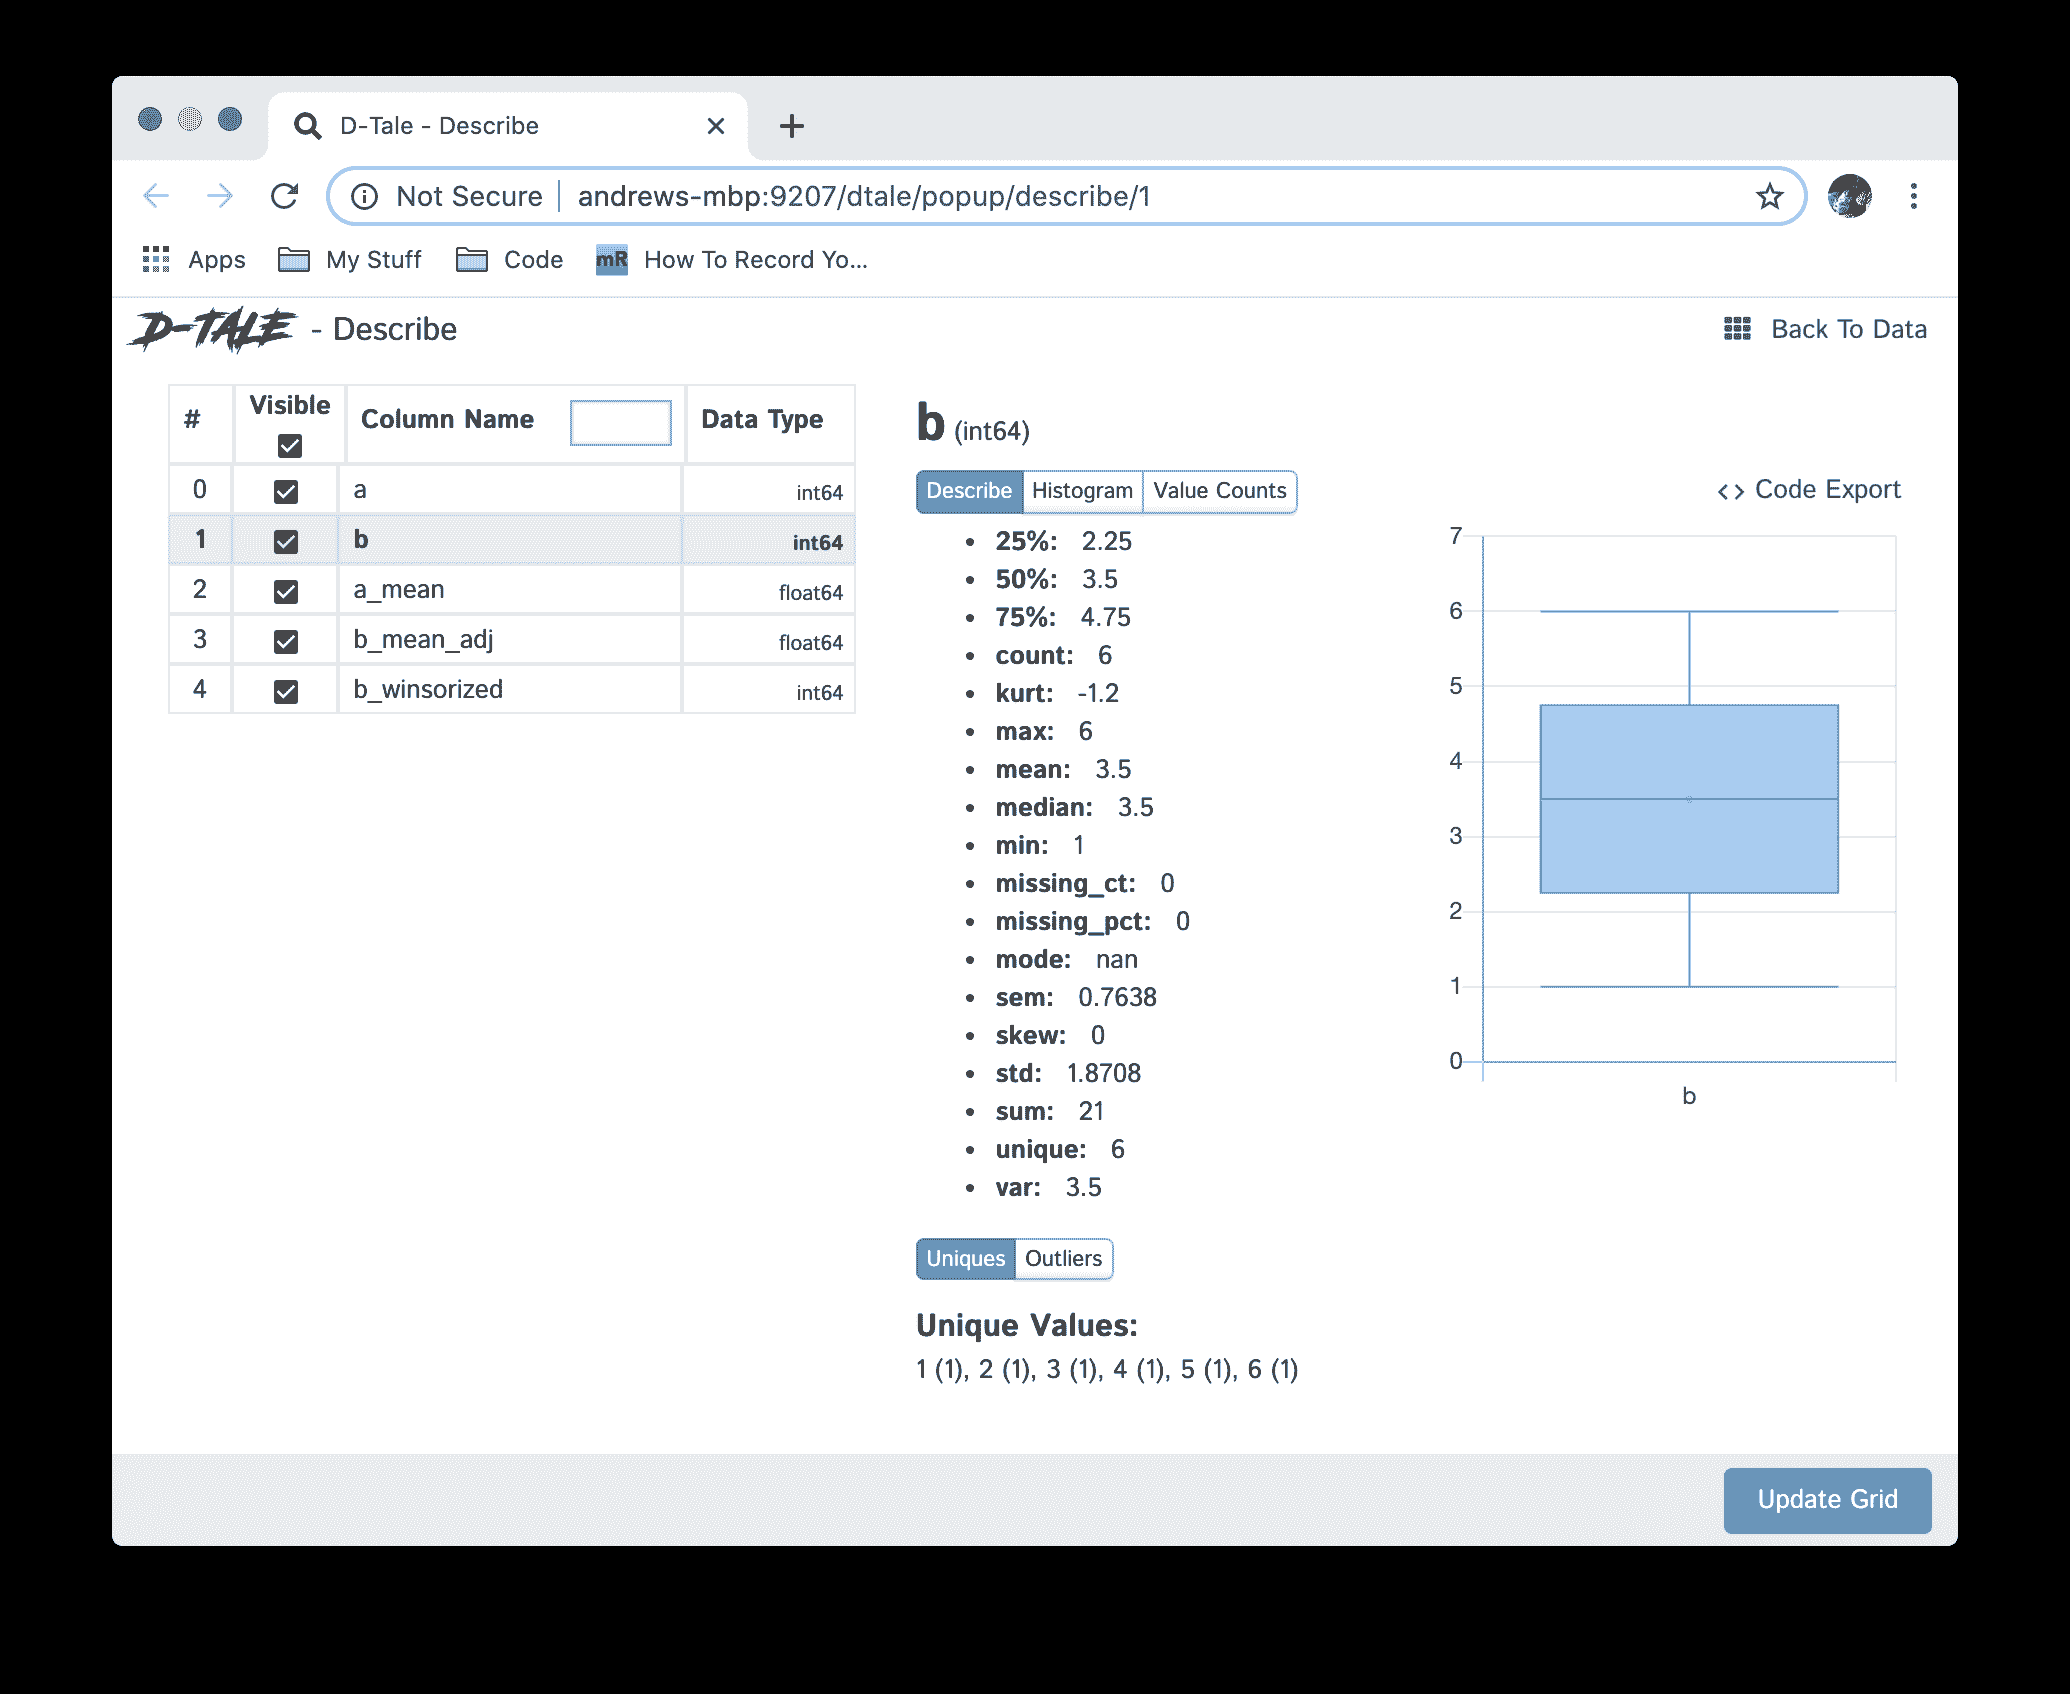 D-Tale - Describe
Not Secure andrews-mbp:9207/dtale/popup/describe/1
Apps My Stuff Code mR How To Record Yo...
D-TALE - Describe Back To Data
# Visible Column Name Data Type
0 a int64
1 b int64
2 a_mean float64
3 b_mean_adj float64
4 b_winsorized int64
b (int64)
Describe Histogram Value Counts
Code Export
25%: 2.25
50%: 3.5
75%: 4.75
count: 6
kurt: -1.2
max: 6
mean: 3.5
median: 3.5
min: 1
missing_ct: 0
missing_pct: 0
mode: nan
sem: 0.7638
skew: 0
std: 1.8708
sum: 21
unique: 6
var: 3.5
7
6
5
4
3
2
1
0
b
Uniques Outliers
Unique Values:
1 (1), 2 (1), 3 (1), 4 (1), 5 (1), 6 (1)
Update Grid